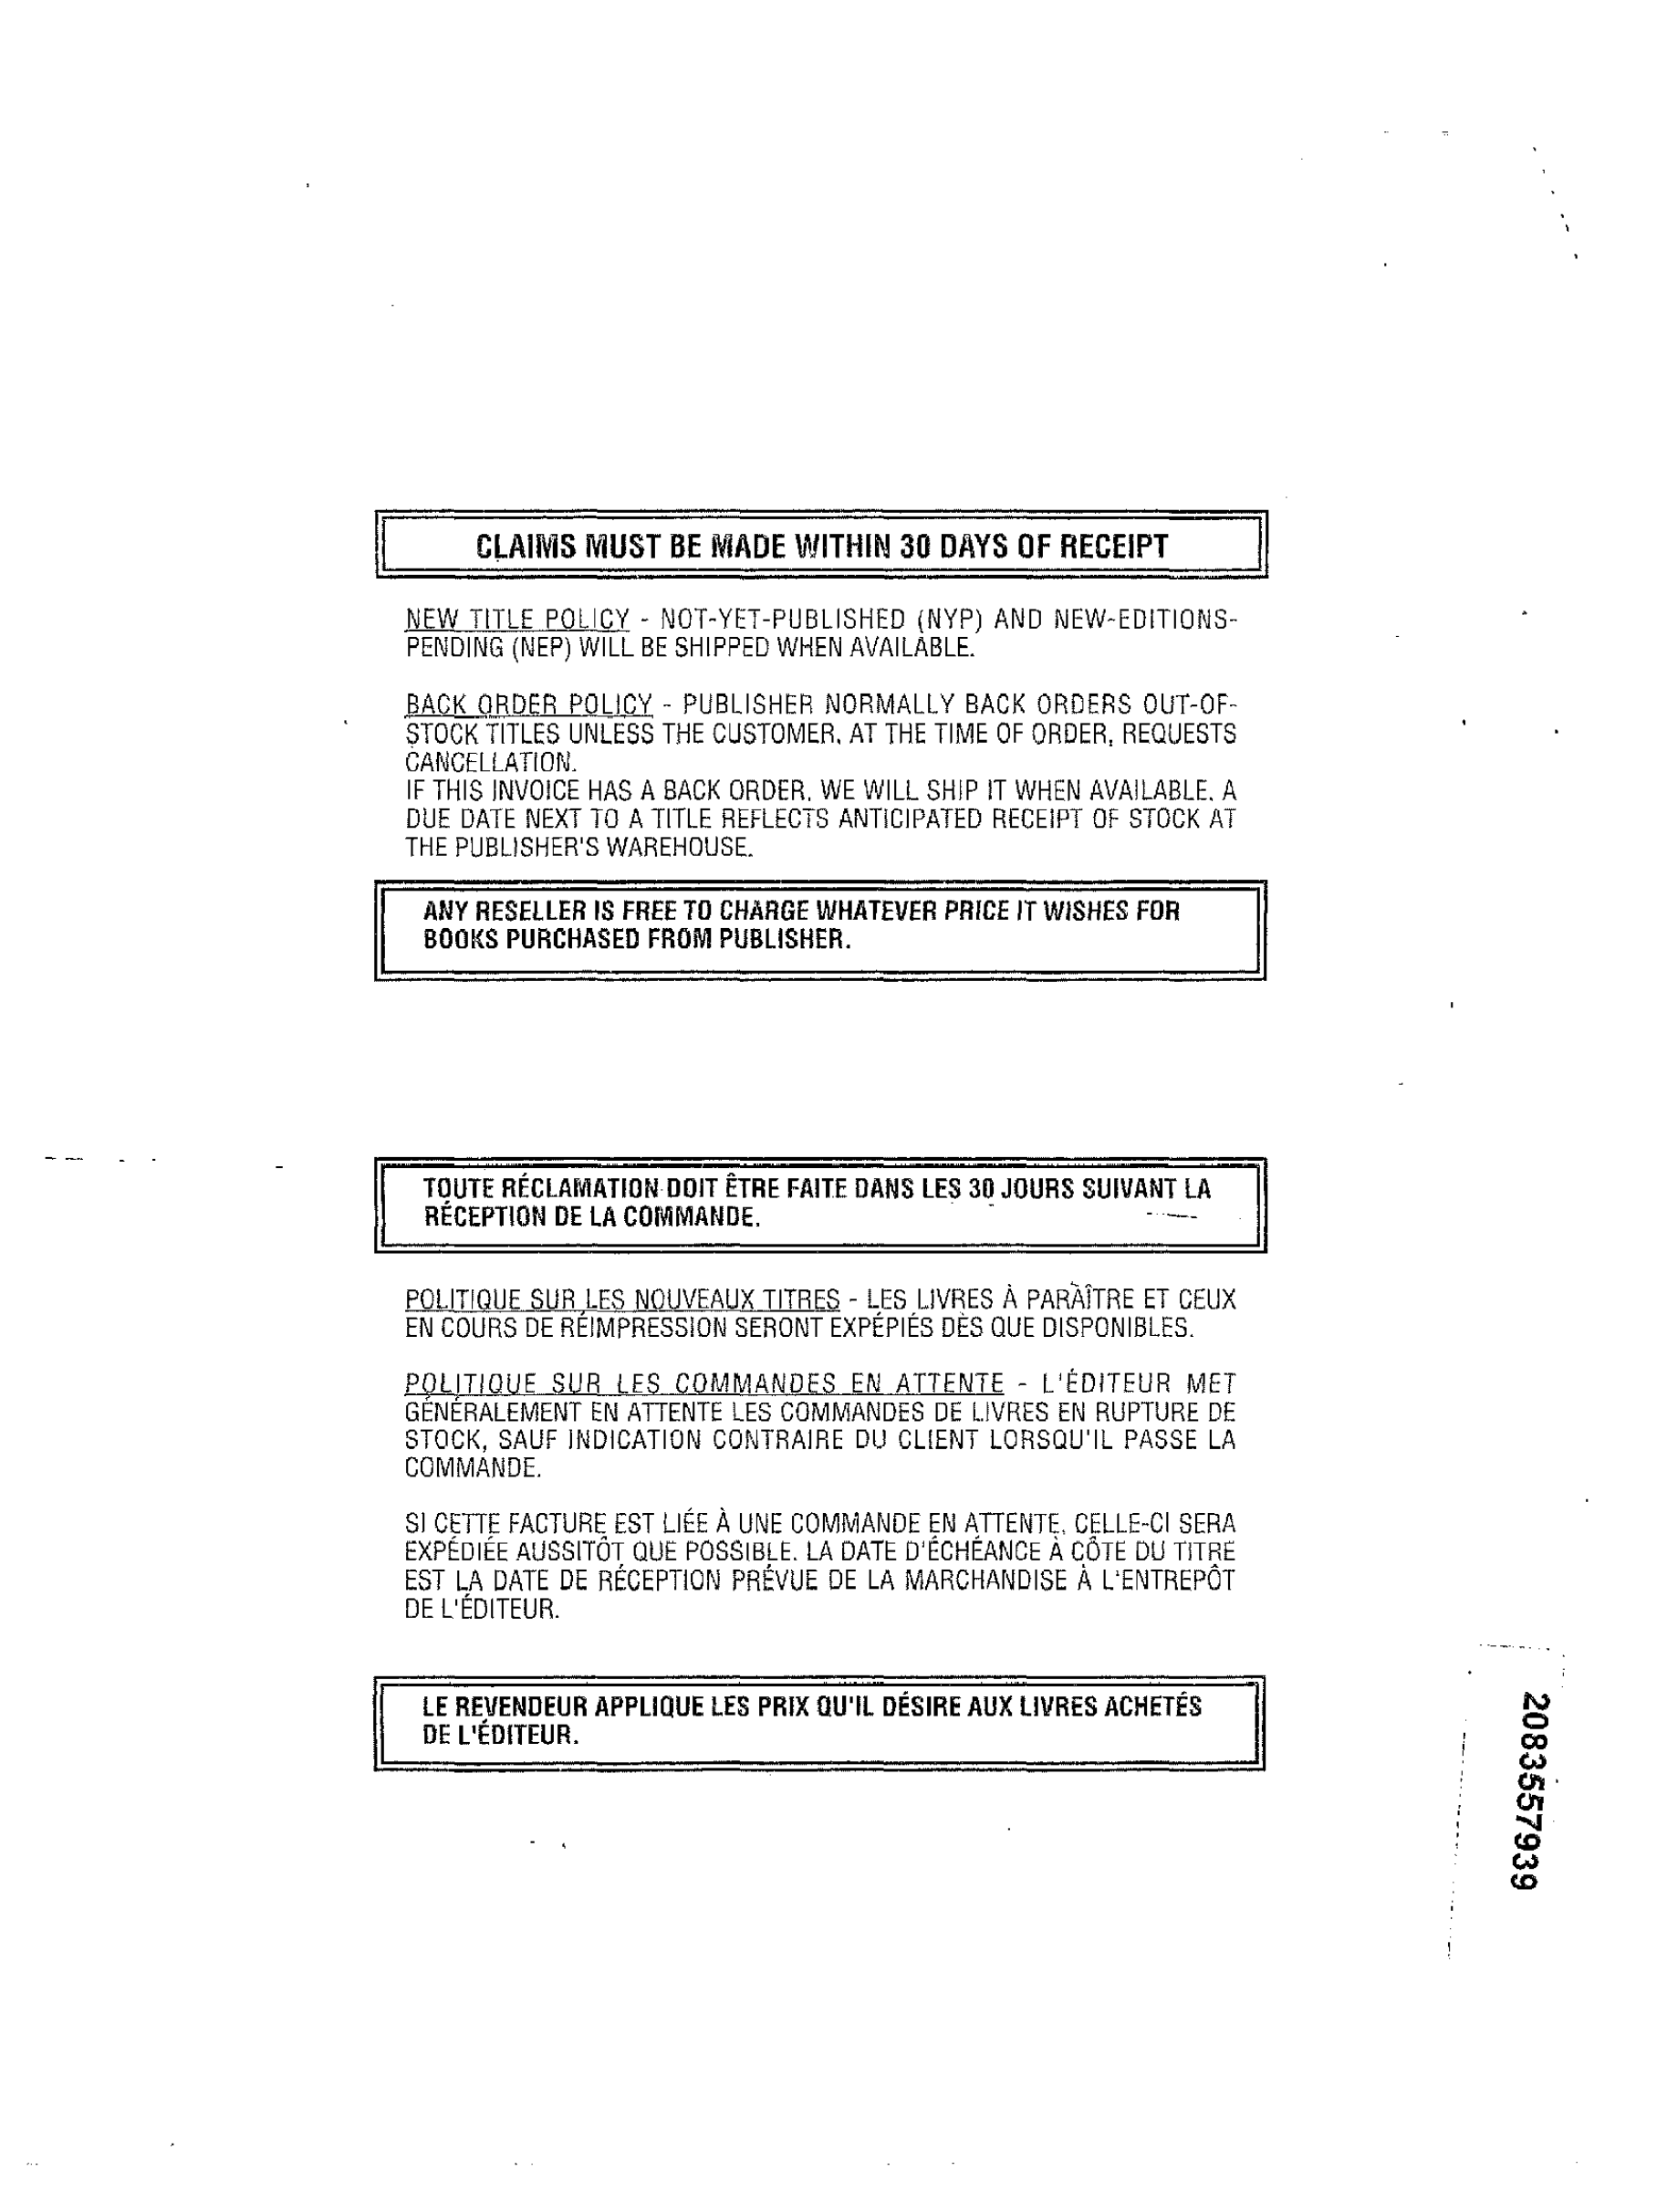 CLAIMS MUST BE MADE WITHIN 30 DAYS OF RECEIPT
NEW TITLE POLICY - NOT-YET-PUBLISHED (NYP) AND NEW-EDITIONS-
PENDING (NEP) WILL BE SHIPPED WHEN AVAILABLE.
BACK ORDER POLICY - PUBLISHER NORMALLY BACK ORDERS OUT-OF-
STOCK TITLES UNLESS THE CUSTOMER, AT THE TIME OF ORDER, REQUESTS
CANCELLATION.
IF THIS INVOICE HAS A BACK ORDER, WE WILL SHIP IT WHEN AVAILABLE. A
DUE DATE NEXT TO A TITLE REFLECTS ANTICIPATED RECEIPT OF STOCK AT
THE PUBLISHER'S WAREHOUSE.
ANY RESELLER IS FREE TO CHARGE WHATEVER PRICE IT WISHES FOR
BOOKS PURCHASED FROM PUBLISHER.
TOUTE RÉCLAMATION DOIT ÊTRE FAITE DANS LES 30 JOURS SUIVANT LA
RÉCEPTION DE LA COMMANDE.
POLITIQUE SUR LES NOUVEAUX TITRES - LES LIVRES À PARAÎTRE ET CEUX
EN COURS DE RÉIMPRESSION SERONT EXPÉPIÉS DÈS QUE DISPONIBLES.
POLITIQUE SUR LES COMMANDES EN ATTENTE - L'ÉDITEUR MET
GÉNÉRALEMENT EN ATTENTE LES COMMANDES DE LIVRES EN RUPTURE DE
STOCK, SAUF INDICATION CONTRAIRE DU CLIENT LORSQU'IL PASSE LA
COMMANDE.
SI CETTE FACTURE EST LIÉE À UNE COMMANDE EN ATTENTE, CELLE-CI SERA
EXPÉDIÉE AUSSITÔT QUE POSSIBLE. LA DATE D'ÉCHÉANCE À CÔTE DU TITRE
EST LA DATE DE RÉCEPTION PRÉVUE DE LA MARCHANDISE À L'ENTREPÔT
DE L'ÉDITEUR.
LE REVENDEUR APPLIQUE LES PRIX QU'IL DÉSIRE AUX LIVRES ACHETÉS
DE L'ÉDITEUR.
2083557939